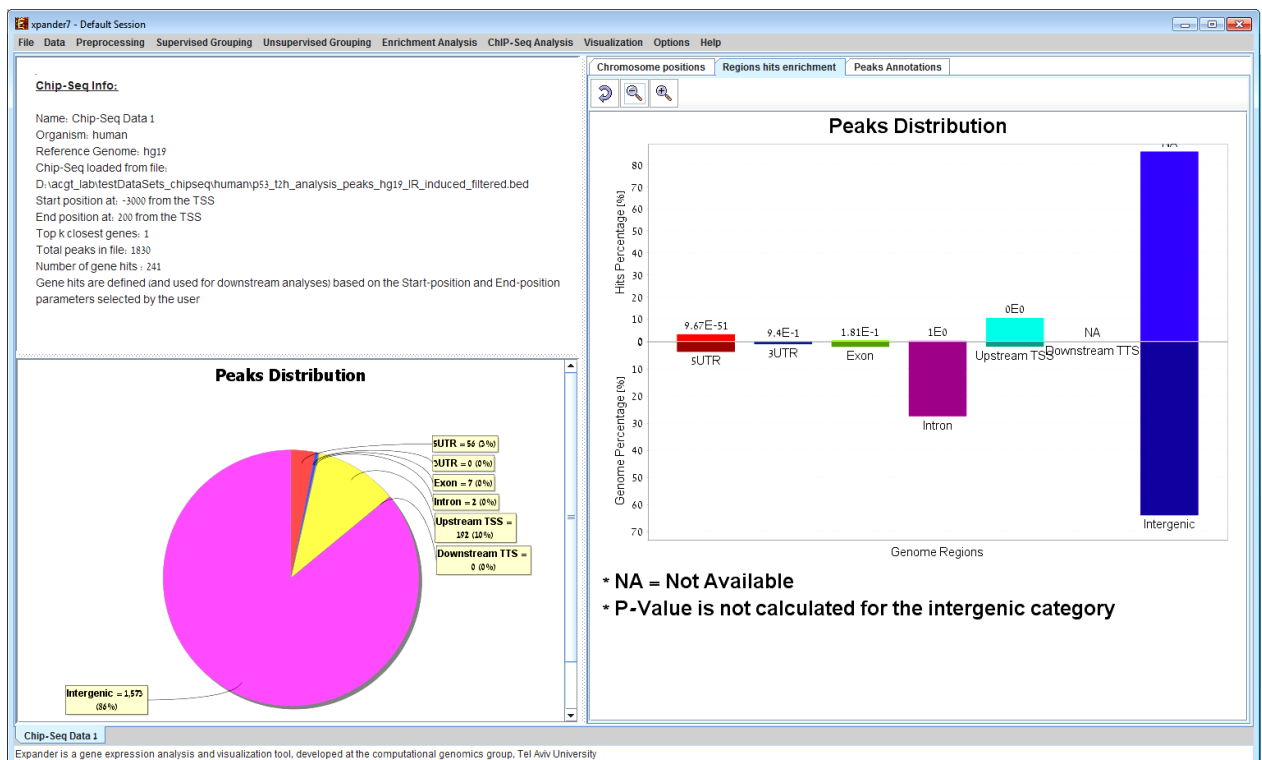 xpander7 - Default Session
File Data Preprocessing Supervised Grouping Unsupervised Grouping Enrichment Analysis ChIP-Seq Analysis Visualization Options Help
Chip-Seq Info:
Name: Chip-Seq Data 1
Organism: human
Reference Genome: hg19
Chip-Seq loaded from file:
D:\acgt_lab\testDataSets_chipseq\human\p53_t2h_analysis_peaks_hg19_IR_induced_filtered.bed
Start position at: -3000 from the TSS
End position at: 200 from the TSS
Top k closest genes: 1
Total peaks in file: 1830
Number of gene hits : 241
Gene hits are defined (and used for downstream analyses) based on the Start-position and End-position
parameters selected by the user
Peaks Distribution
5UTR = 56 (3%)
3UTR = 0 (0%)
Exon = 7 (0%)
Intron = 2 (0%)
Upstream TSS =
192 (10%)
Downstream TTS =
0 (0%)
Intergenic = 1,573
(86%)
Chromosome positions Regions hits enrichment Peaks Annotations
Peaks Distribution
Hits Percentage [%]
80
70
60
50
40
30
20
10
0
Genome Percentage [%]
10
20
30
40
50
60
70
9.67E-51 9.4E-1 1.81E-1 1E0 0E0 NA NA
5UTR 3UTR Exon Intron Upstream TSS Downstream TTS Intergenic
Genome Regions
* NA = Not Available
* P-Value is not calculated for the intergenic category
Chip-Seq Data 1
Expander is a gene expression analysis and visualization tool, developed at the computational genomics group, Tel Aviv University